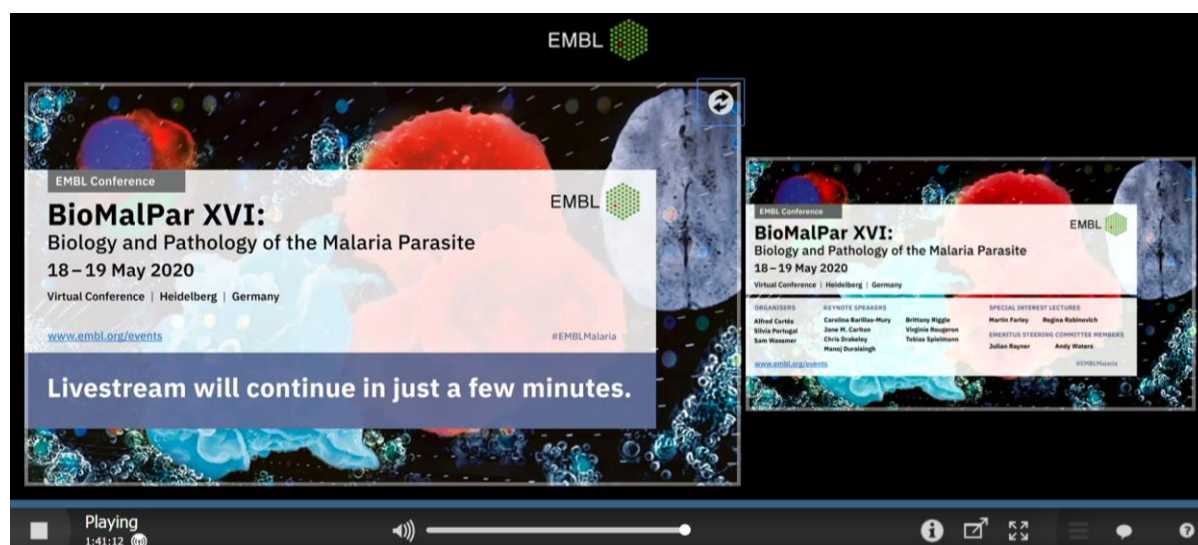 EMBL
EMBL Conference
EMBL
BioMalPar XVI:
Biology and Pathology of the Malaria Parasite
18 – 19 May 2020
Virtual Conference | Heidelberg | Germany
www.embl.org/events #EMBLMalaria
Livestream will continue in just a few minutes.
EMBL Conference
EMBL
BioMalPar XVI:
Biology and Pathology of the Malaria Parasite
18 – 19 May 2020
Virtual Conference | Heidelberg | Germany
ORGANISERS
Alfred Cortés
Silvia Portugal
Sam Wassmer
KEYNOTE SPEAKERS
Carolina Barillas-Mury
Jane M. Carlton
Chris Drakeley
Manoj Duraisingh
Brittany Riggle
Virginie Rougeron
Tobias Spielmann
SPECIAL INTEREST LECTURES
Martin Farley Regina Rabinovich
EMERITUS STEERING COMMITTEE MEMBERS
Julian Rayner Andy Waters
www.embl.org/events #EMBLMalaria
Playing
1:41:12